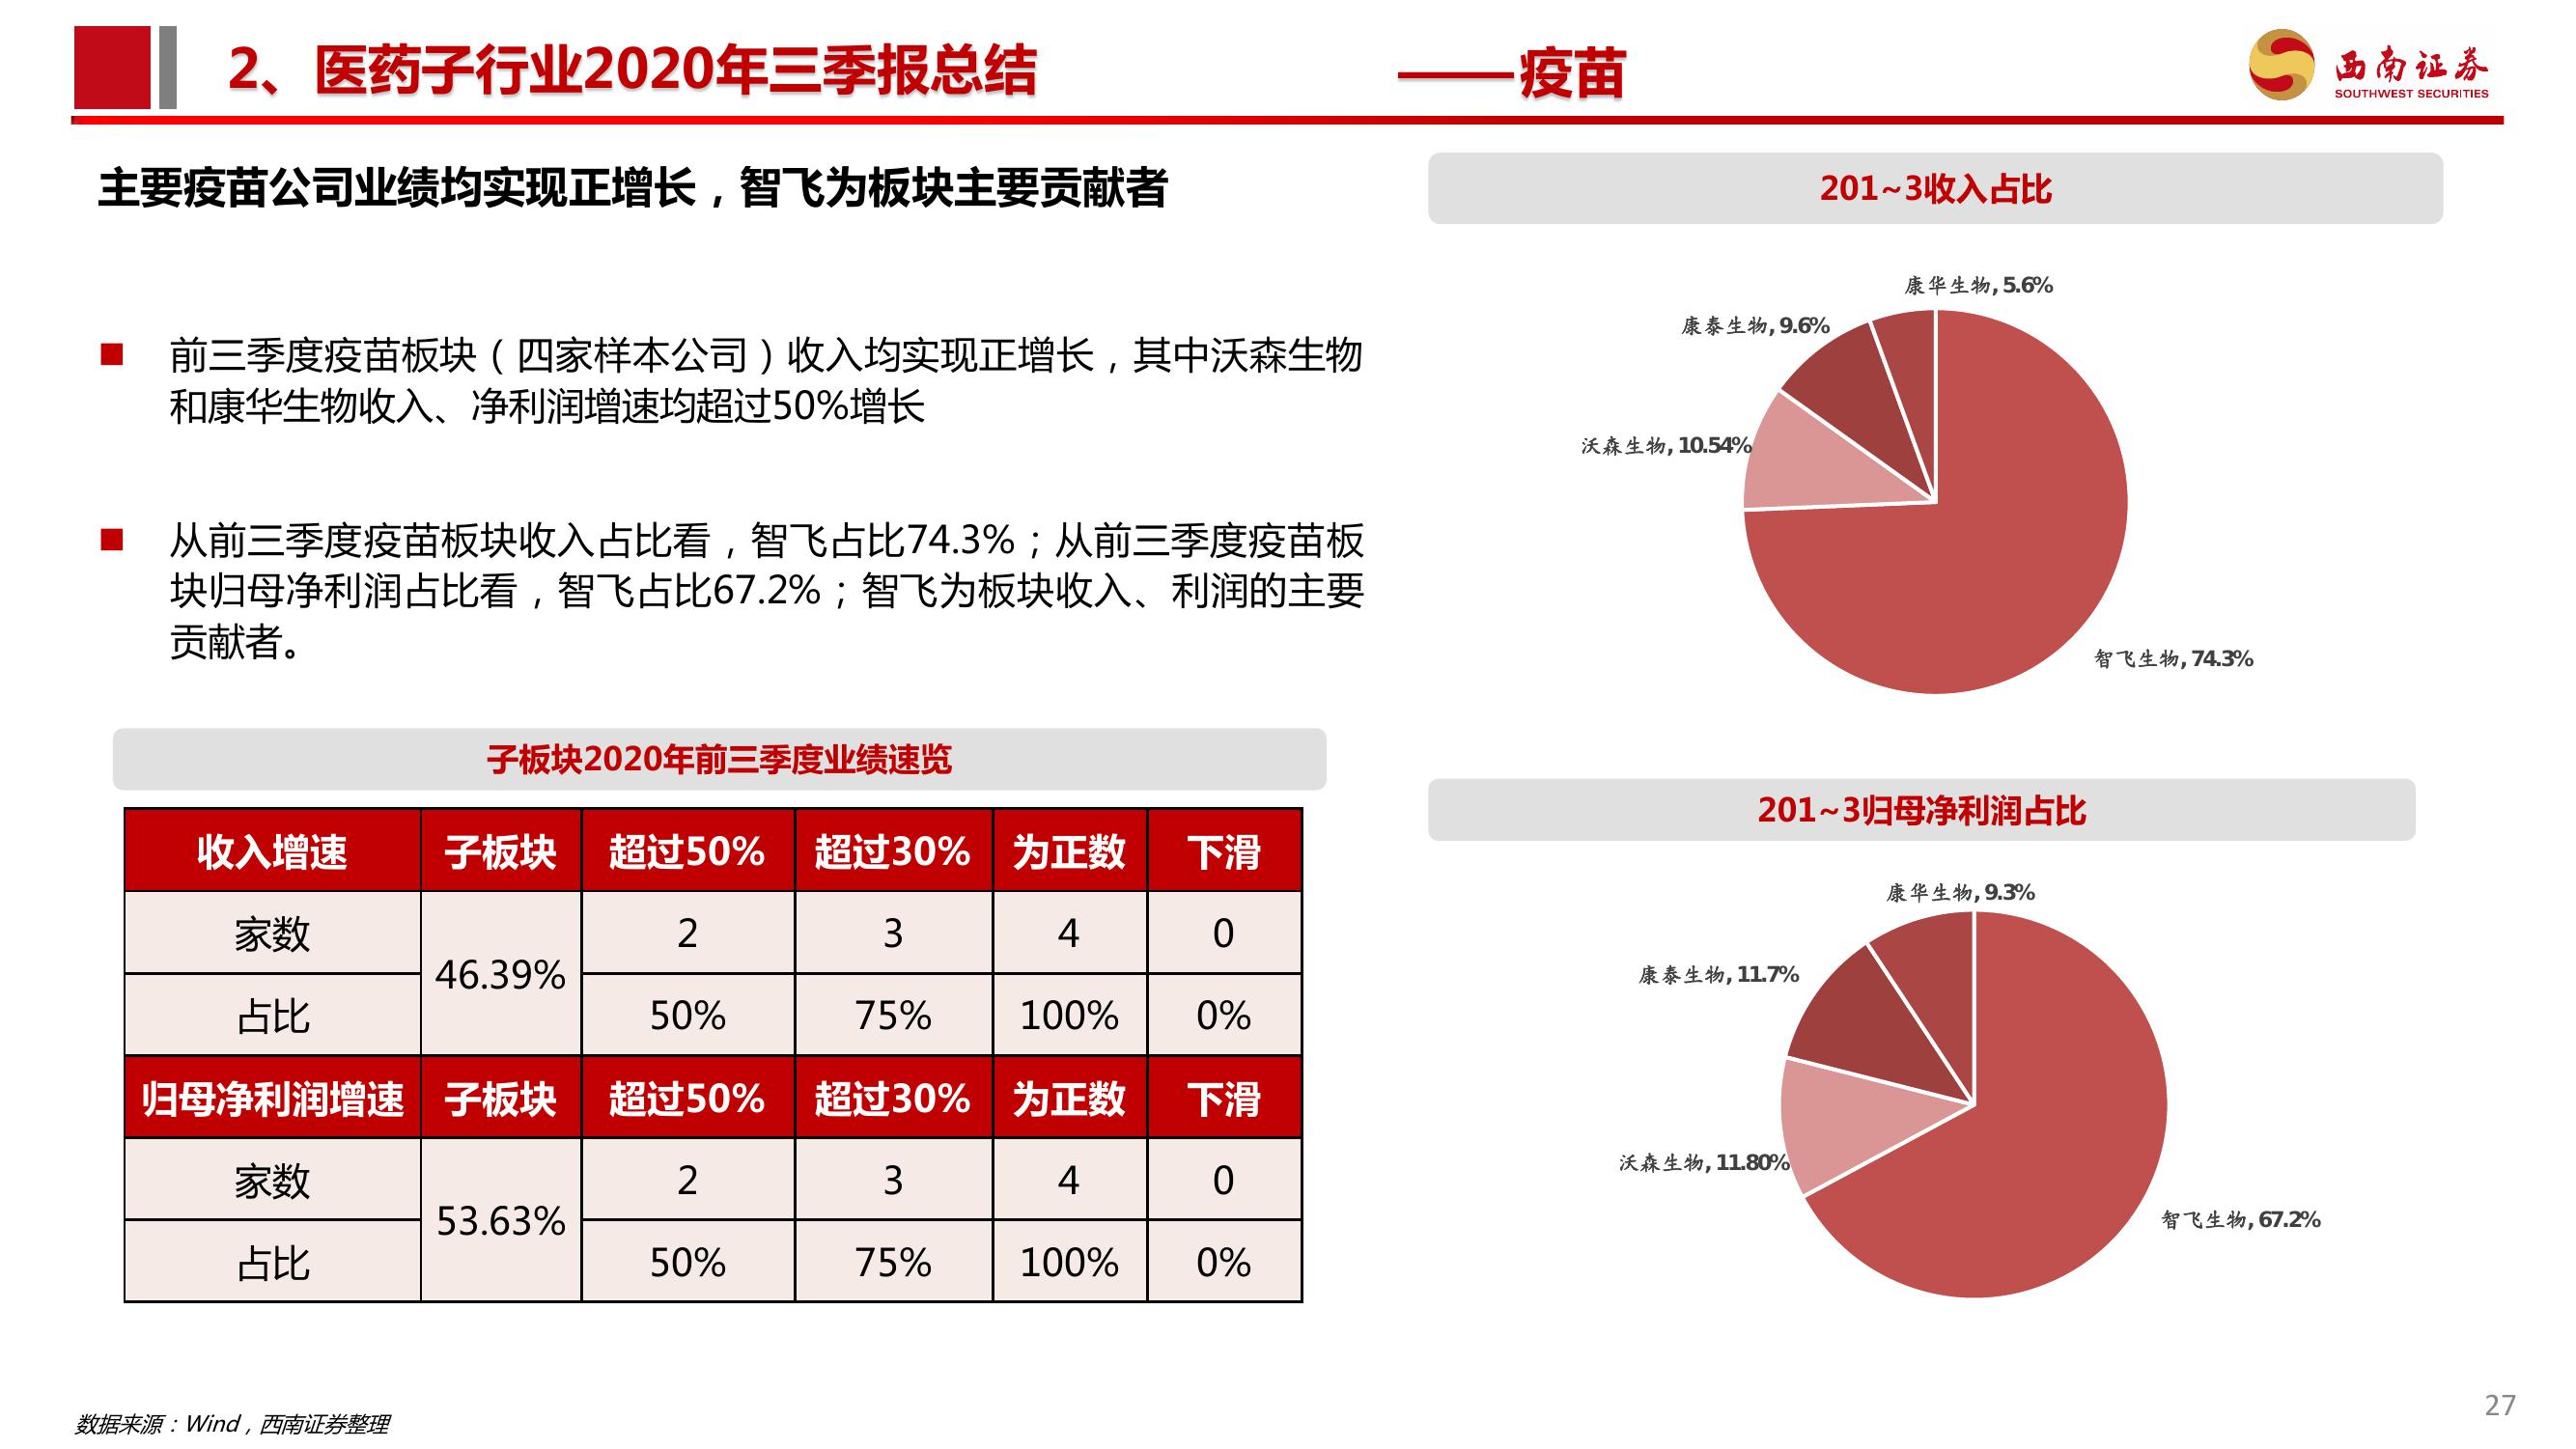 2、医药子行业2020年三季报总结
——疫苗
西南证券
SOUTHWEST SECURITIES
主要疫苗公司业绩均实现正增长，智飞为板块主要贡献者
前三季度疫苗板块（四家样本公司）收入均实现正增长，其中沃森生物
和康华生物收入、净利润增速均超过50%增长
从前三季度疫苗板块收入占比看，智飞占比74.3%；从前三季度疫苗板
块归母净利润占比看，智飞占比67.2%；智飞为板块收入、利润的主要
贡献者。
子板块2020年前三季度业绩速览
收入增速 子板块 超过50% 超过30% 为正数 下滑
家数 46.39% 2 3 4 0
占比 50% 75% 100% 0%
归母净利润增速 子板块 超过50% 超过30% 为正数 下滑
家数 53.63% 2 3 4 0
占比 50% 75% 100% 0%
201~3收入占比
康华生物, 5.6%
康泰生物, 9.6%
沃森生物, 10.54%
智飞生物, 74.3%
201~3归母净利润占比
康华生物, 9.3%
康泰生物, 11.7%
沃森生物, 11.80%
智飞生物, 67.2%
数据来源：Wind，西南证券整理
27